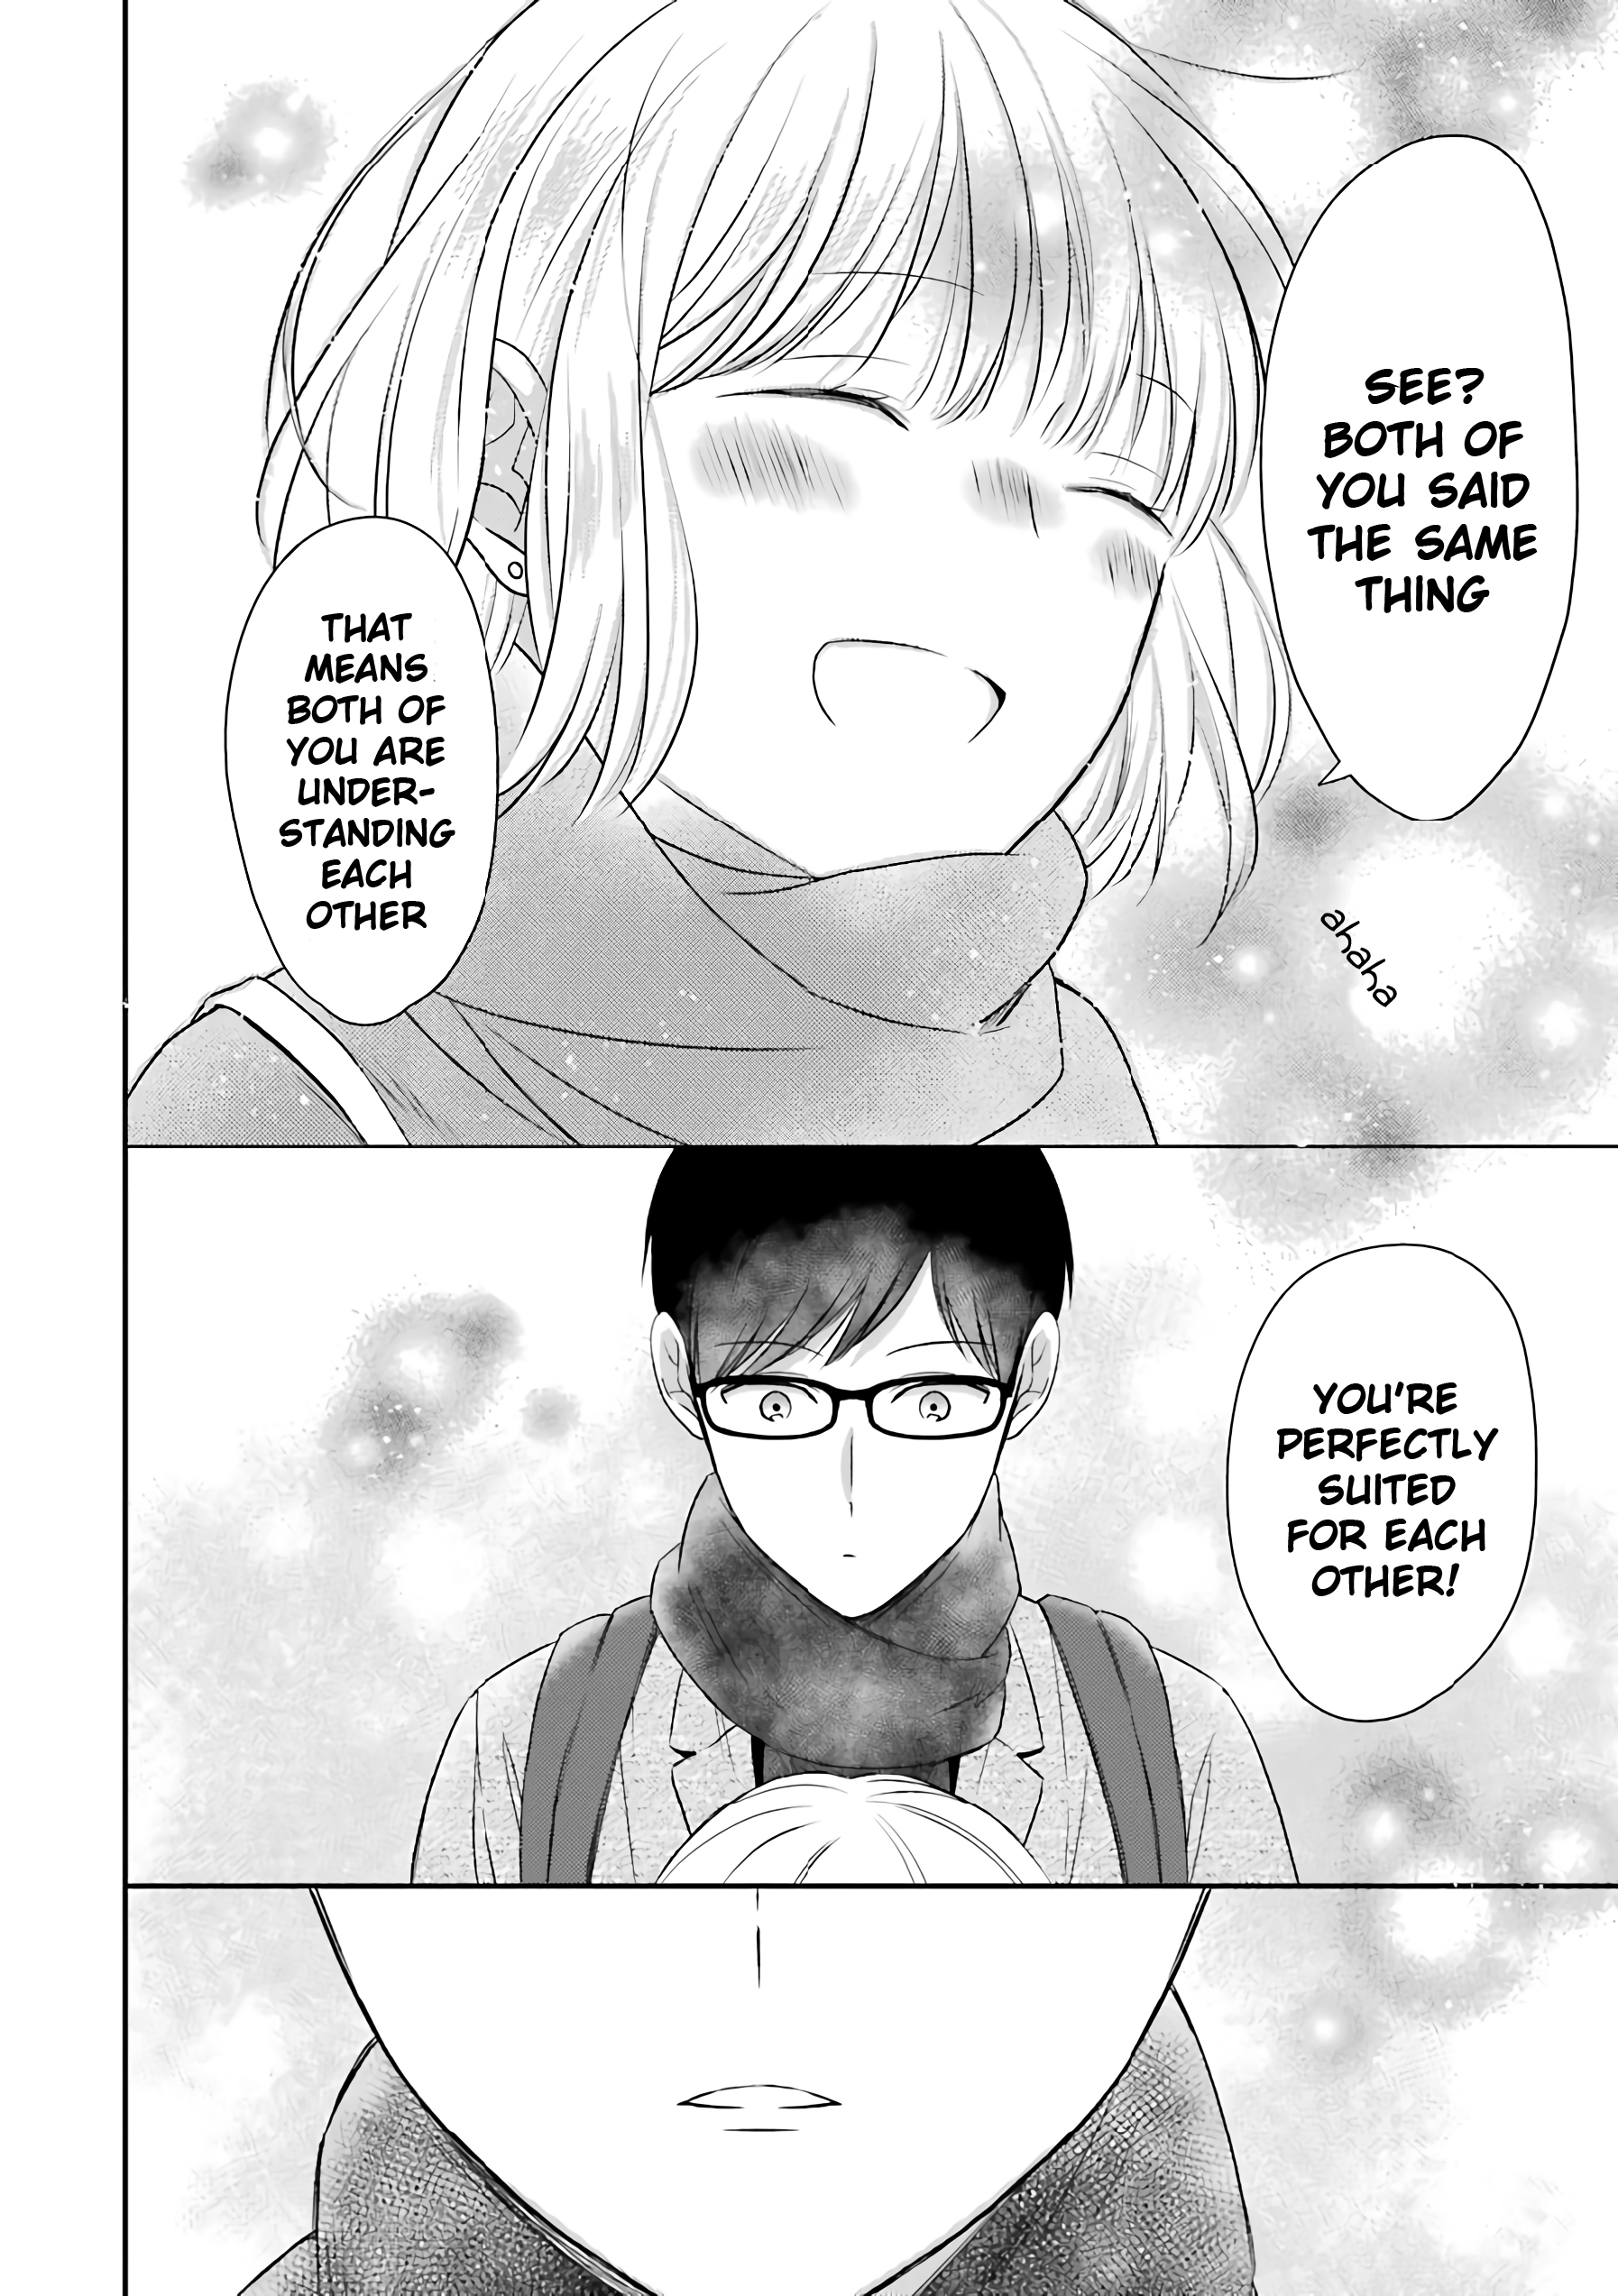 SEE?
BOTH OF
YOU SAID
THE SAME
THING
ahaha
THAT
MEANS
BOTH OF
YOU ARE
UNDER-
STANDING
EACH
OTHER
YOU'RE
PERFECTLY
SUITED
FOR EACH
OTHER!